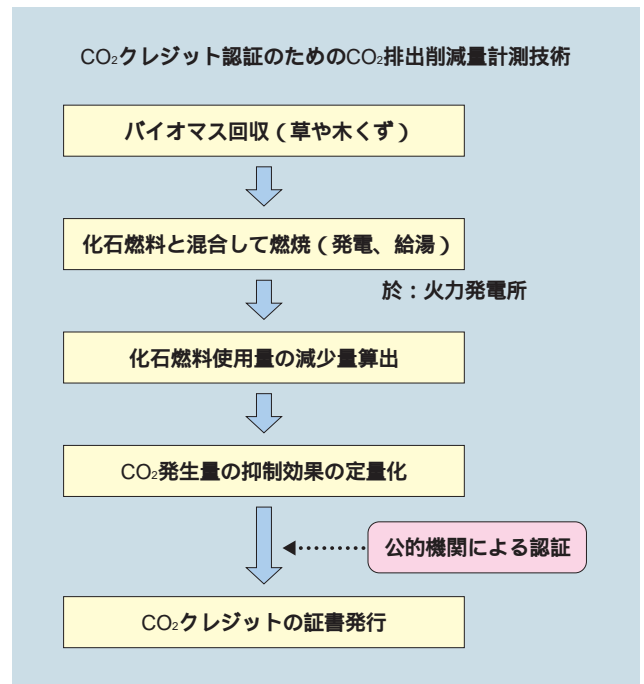 CO₂クレジット認証のためのCO₂排出削減量計測技術
バイオマス回収（草や木くず）
化石燃料と混合して燃焼（発電、給湯）
於：火力発電所
化石燃料使用量の減少量算出
CO₂発生量の抑制効果の定量化
公的機関による認証
CO₂クレジットの証書発行